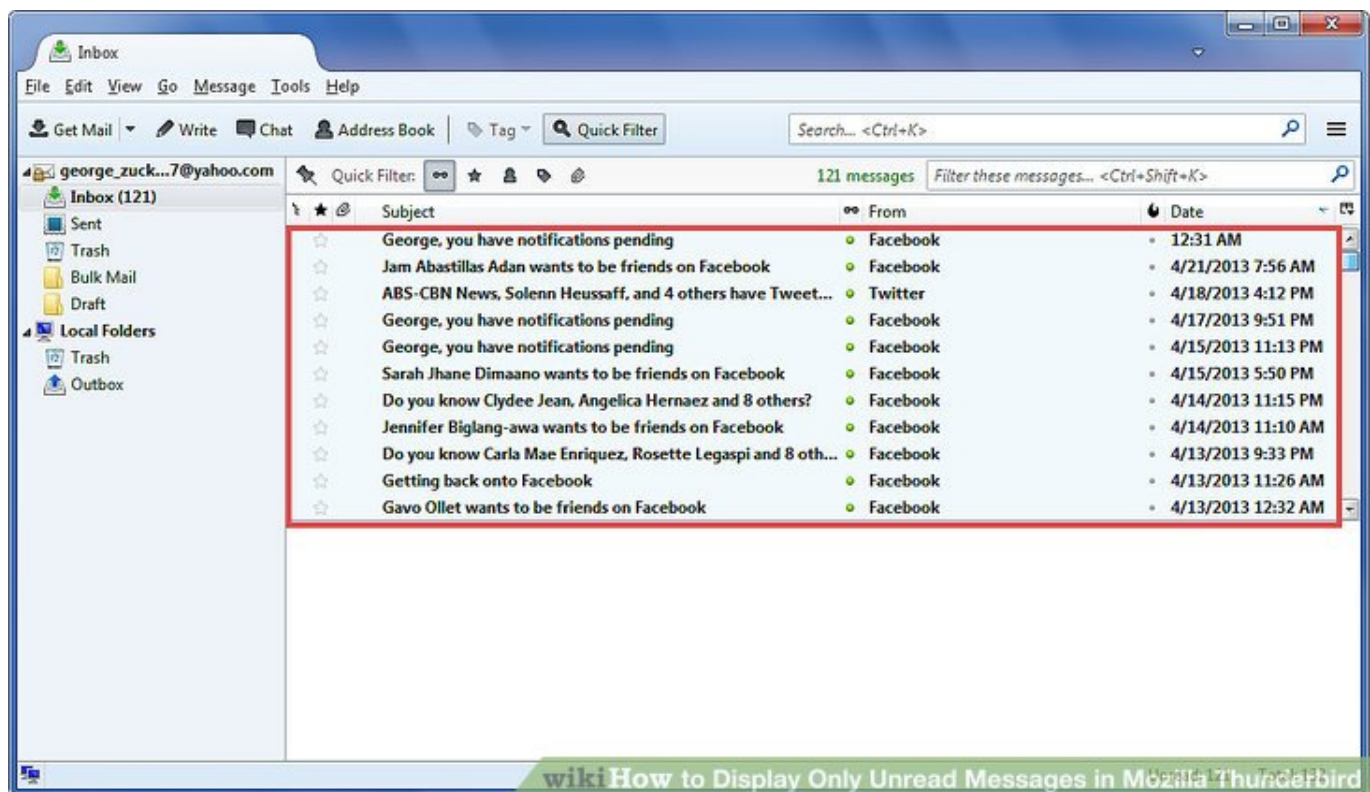 Inbox
File Edit View Go Message Tools Help
Get Mail Write Chat Address Book Tag Quick Filter Search... <Ctrl+K>
george_zuck...7@yahoo.com
Inbox (121)
Sent
Trash
Bulk Mail
Draft
Local Folders
Trash
Outbox
Quick Filter: 121 messages Filter these messages... <Ctrl+Shift+K>
Subject From Date
George, you have notifications pending Facebook 12:31 AM
Jam Abastillas Adan wants to be friends on Facebook Facebook 4/21/2013 7:56 AM
ABS-CBN News, Solenn Heussaff, and 4 others have Tweet... Twitter 4/18/2013 4:12 PM
George, you have notifications pending Facebook 4/17/2013 9:51 PM
George, you have notifications pending Facebook 4/15/2013 11:13 PM
Sarah Jhane Dimaano wants to be friends on Facebook Facebook 4/15/2013 5:50 PM
Do you know Clydee Jean, Angelica Hernaez and 8 others? Facebook 4/14/2013 11:15 PM
Jennifer Biglang-awa wants to be friends on Facebook Facebook 4/14/2013 11:10 AM
Do you know Carla Mae Enriquez, Rosette Legaspi and 8 oth... Facebook 4/13/2013 9:33 PM
Getting back onto Facebook Facebook 4/13/2013 11:26 AM
Gavo Ollet wants to be friends on Facebook Facebook 4/13/2013 12:32 AM
wikiHow to Display Only Unread Messages in Mozilla Thunderbird